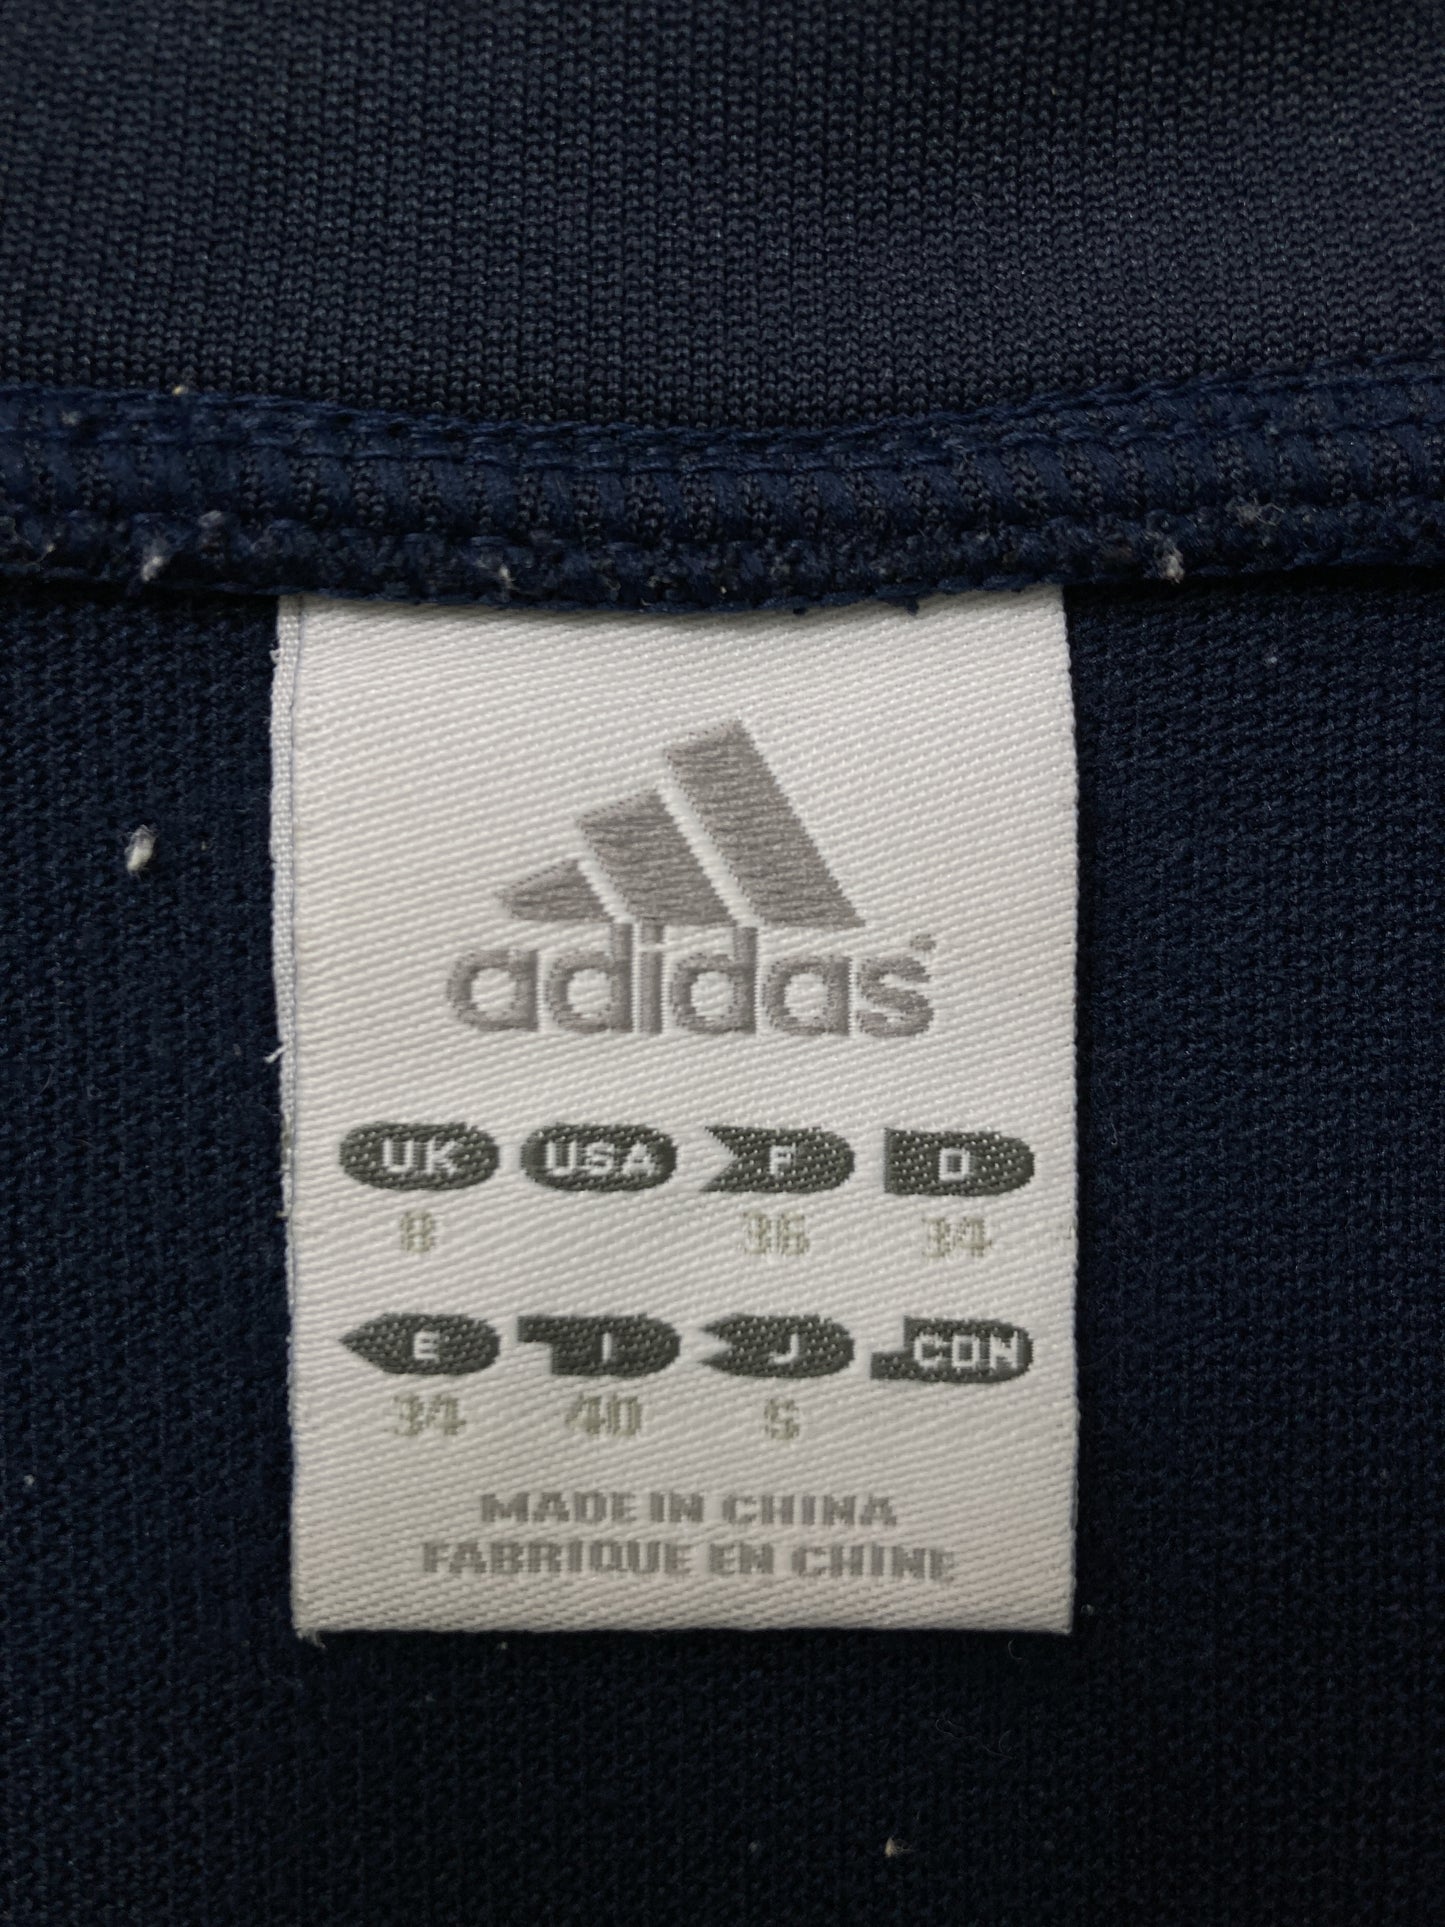 adidas®
UK USA F D
8 36 34
E I J CON
34 40 S
MADE IN CHINA
FABRIQUE EN CHINE